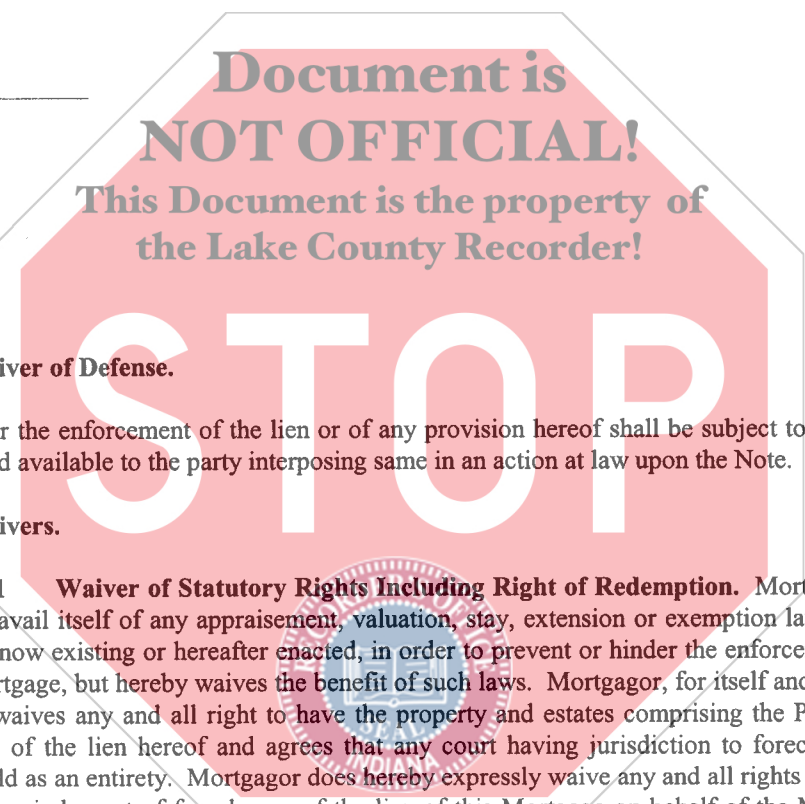 Document is
NOT OFFICIAL!
This Document is the property of
the Lake County Recorder!
STOP
iver of Defense.
r the enforcement of the lien or of any provision hereof shall be subject to
d available to the party interposing same in an action at law upon the Note.
ivers.
1 Waiver of Statutory Rights Including Right of Redemption. Mort
avail itself of any appraisement, valuation, stay, extension or exemption la
now existing or hereafter enacted, in order to prevent or hinder the enforce
rtgage, but hereby waives the benefit of such laws. Mortgagor, for itself and
waives any and all right to have the property and estates comprising the P
of the lien hereof and agrees that any court having jurisdiction to forec
ld as an entirety. Mortgagor does hereby expressly waive any and all rights
RECORDER'S OFFICE
SEAL
INDIANA